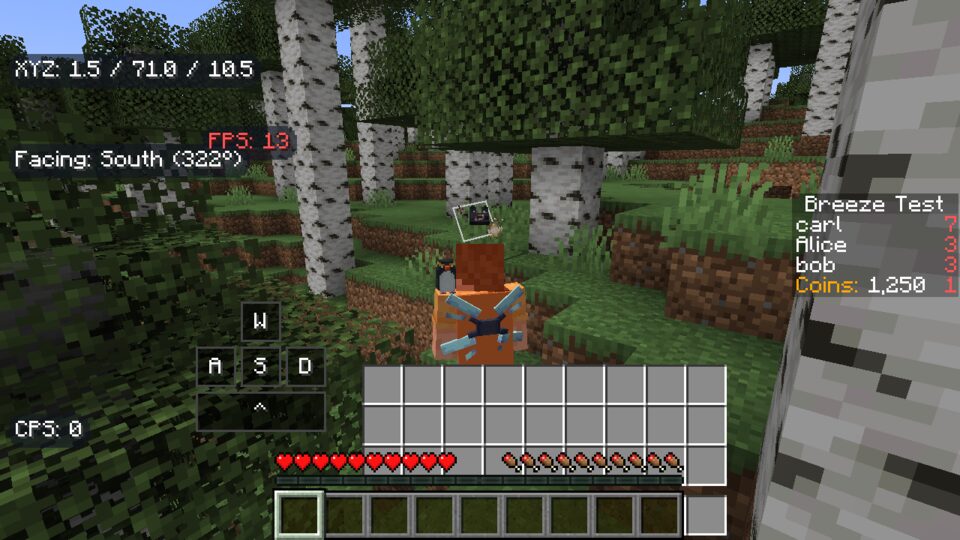 XYZ: 1.5 / 71.0 / 10.5
FPS: 13
Facing: South (322º)
Breeze Test
carl 7
Alice 3
bob 3
Coins: 1,250 1
W
A S D
^
CPS: 0